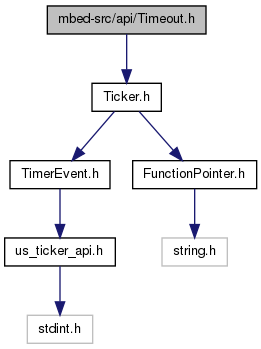 mbed-src/api/Timeout.h
Ticker.h
TimerEvent.h
FunctionPointer.h
us_ticker_api.h
string.h
stdint.h